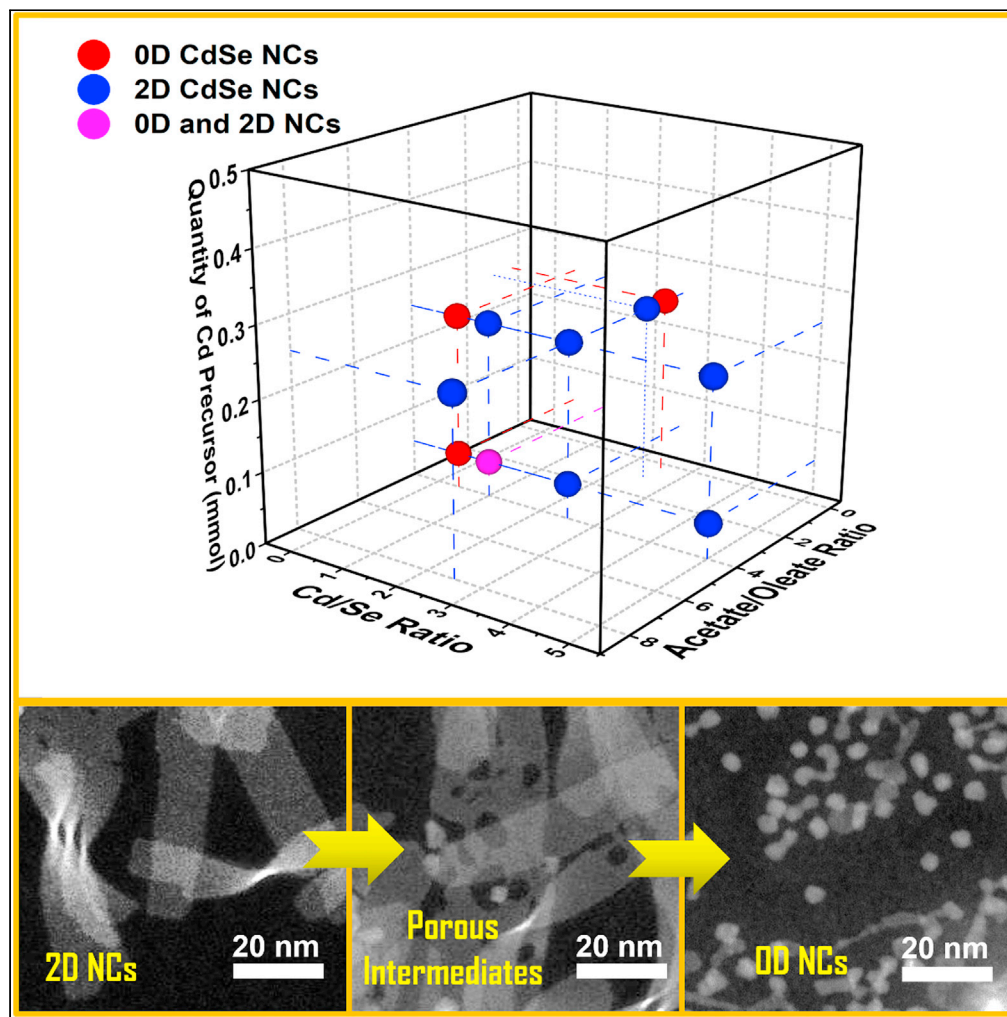 0D CdSe NCs
2D CdSe NCs
0D and 2D NCs
Quantity of Cd Precursor (mmol)
0.5
0.4
0.3
0.2
0.1
0.0
0
1
2
3
4
5
Cd/Se Ratio
0
2
4
6
8
Acetate/Oleate Ratio
2D NCs
20 nm
Porous
Intermediates
20 nm
0D NCs
20 nm